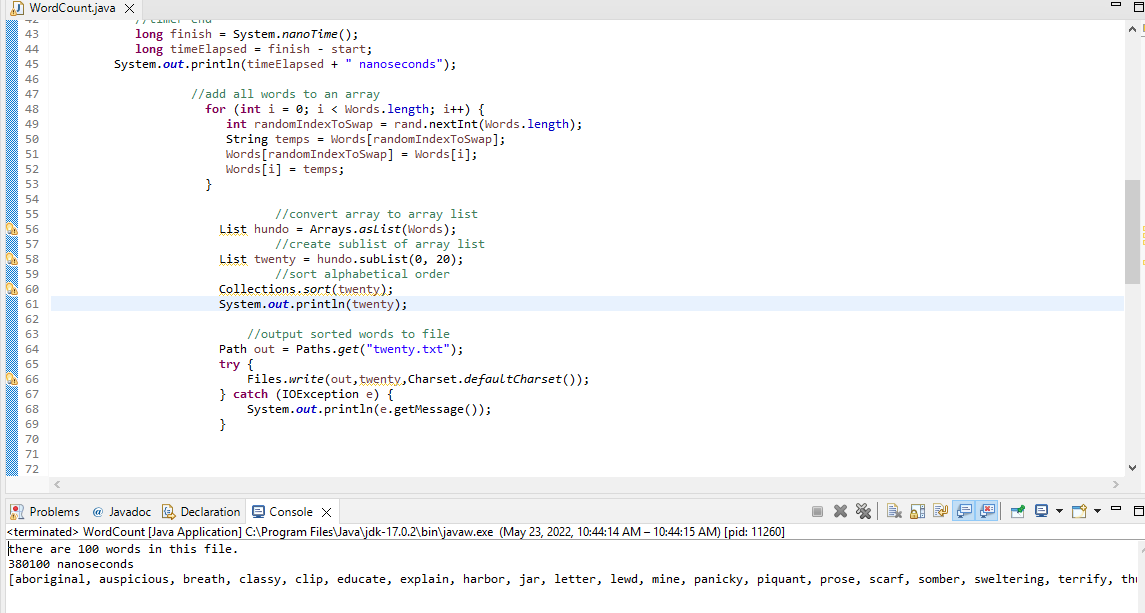 WordCount.java
42 //timer end
43 long finish = System.nanoTime();
44 long timeElapsed = finish - start;
45 System.out.println(timeElapsed + " nanoseconds");
46
47 //add all words to an array
48 for (int i = 0; i < Words.length; i++) {
49 int randomIndexToSwap = rand.nextInt(Words.length);
50 String temps = Words[randomIndexToSwap];
51 Words[randomIndexToSwap] = Words[i];
52 Words[i] = temps;
53 }
54
55 //convert array to array list
56 List hundo = Arrays.asList(Words);
57 //create sublist of array list
58 List twenty = hundo.subList(0, 20);
59 //sort alphabetical order
60 Collections.sort(twenty);
61 System.out.println(twenty);
62
63 //output sorted words to file
64 Path out = Paths.get("twenty.txt");
65 try {
66 Files.write(out,twenty,Charset.defaultCharset());
67 } catch (IOException e) {
68 System.out.println(e.getMessage());
69 }
70
71
72
Problems @ Javadoc Declaration Console
<terminated> WordCount [Java Application] C:\Program Files\Java\jdk-17.0.2\bin\javaw.exe (May 23, 2022, 10:44:14 AM – 10:44:15 AM) [pid: 11260]
there are 100 words in this file.
380100 nanoseconds
[aboriginal, auspicious, breath, classy, clip, educate, explain, harbor, jar, letter, lewd, mine, panicky, piquant, prose, scarf, somber, sweltering, terrify,